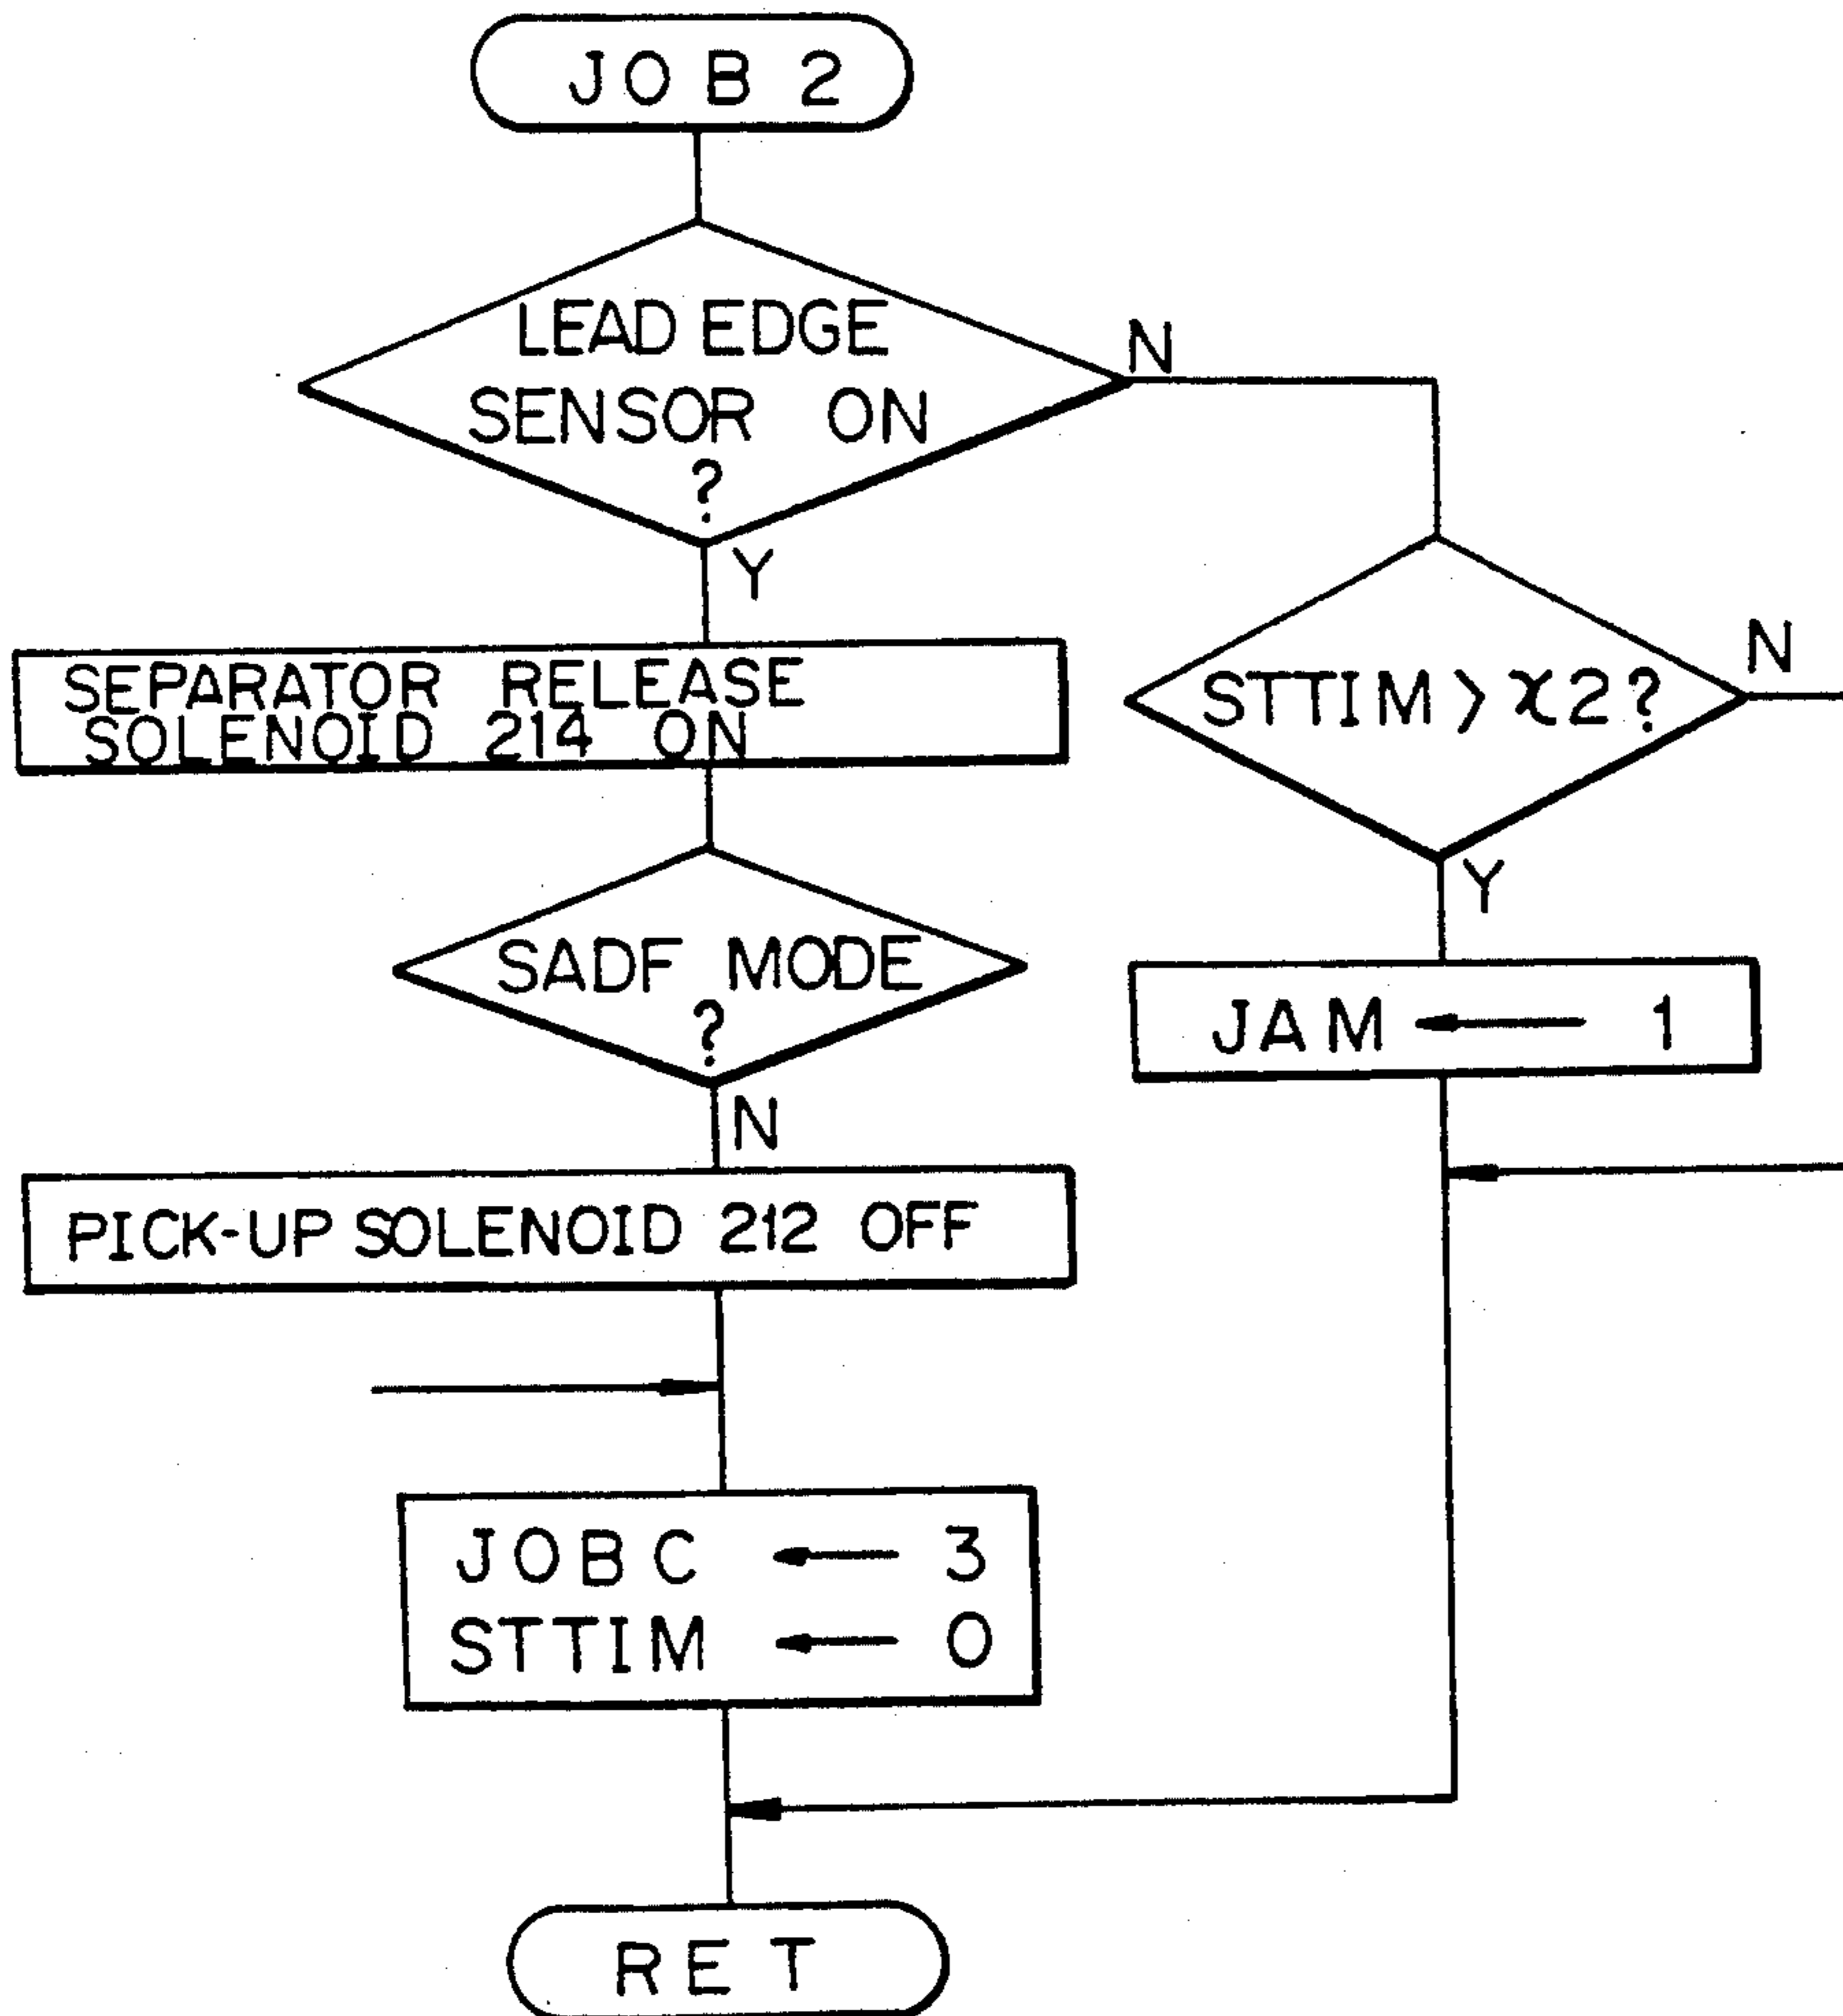 JOB 2
LEAD EDGE
SENSOR ON
?
N
Y
SEPARATOR RELEASE
SOLENOID 214 ON
STTIM > χ2?
N
Y
SADF MODE
?
N
JAM ← 1
PICK-UP SOLENOID 212 OFF
JOBC ← 3
STTIM ← 0
RET